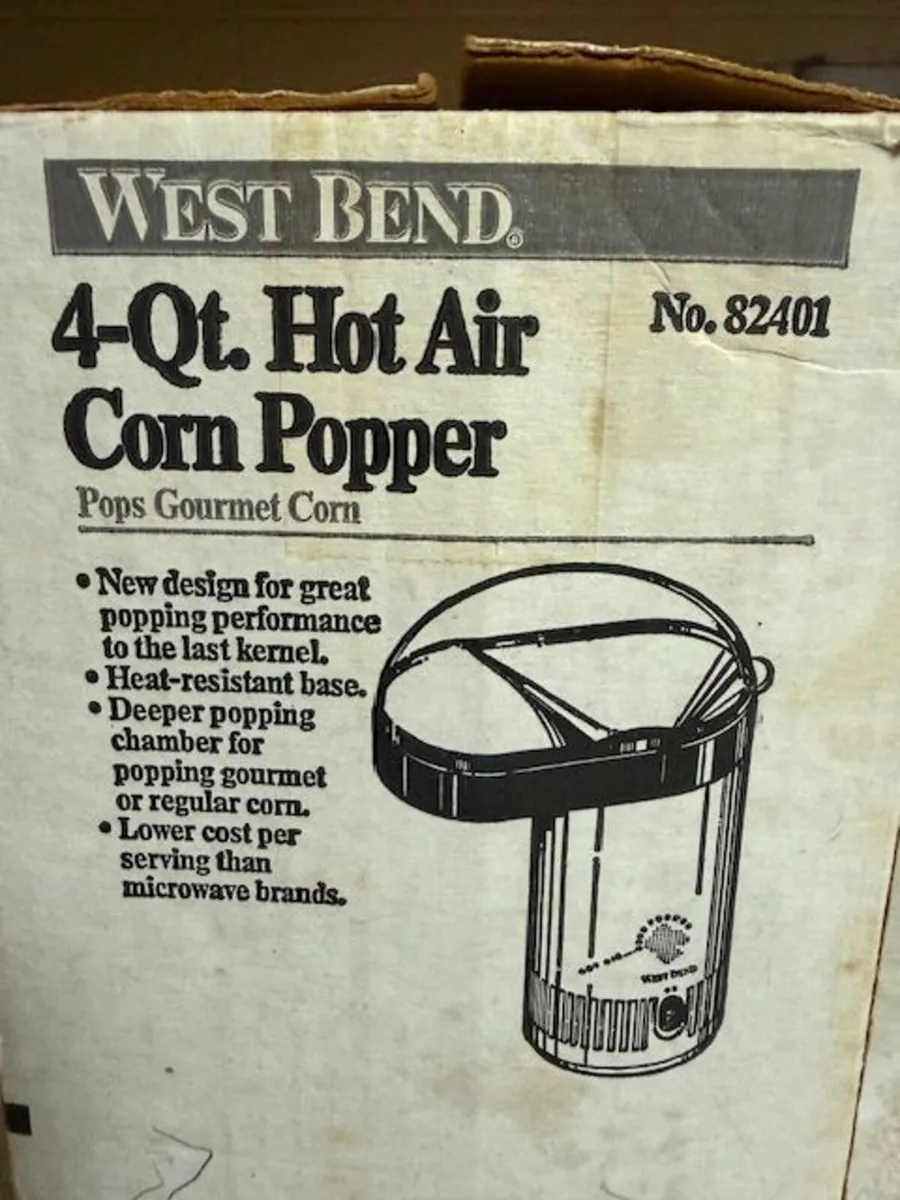 WEST BEND®
4-Qt. Hot Air
No. 82401
Corn Popper
Pops Gourmet Corn
• New design for great
popping performance
to the last kernel.
• Heat-resistant base.
• Deeper popping
chamber for
popping gourmet
or regular corn.
• Lower cost per
serving than
microwave brands.
WEST BEND